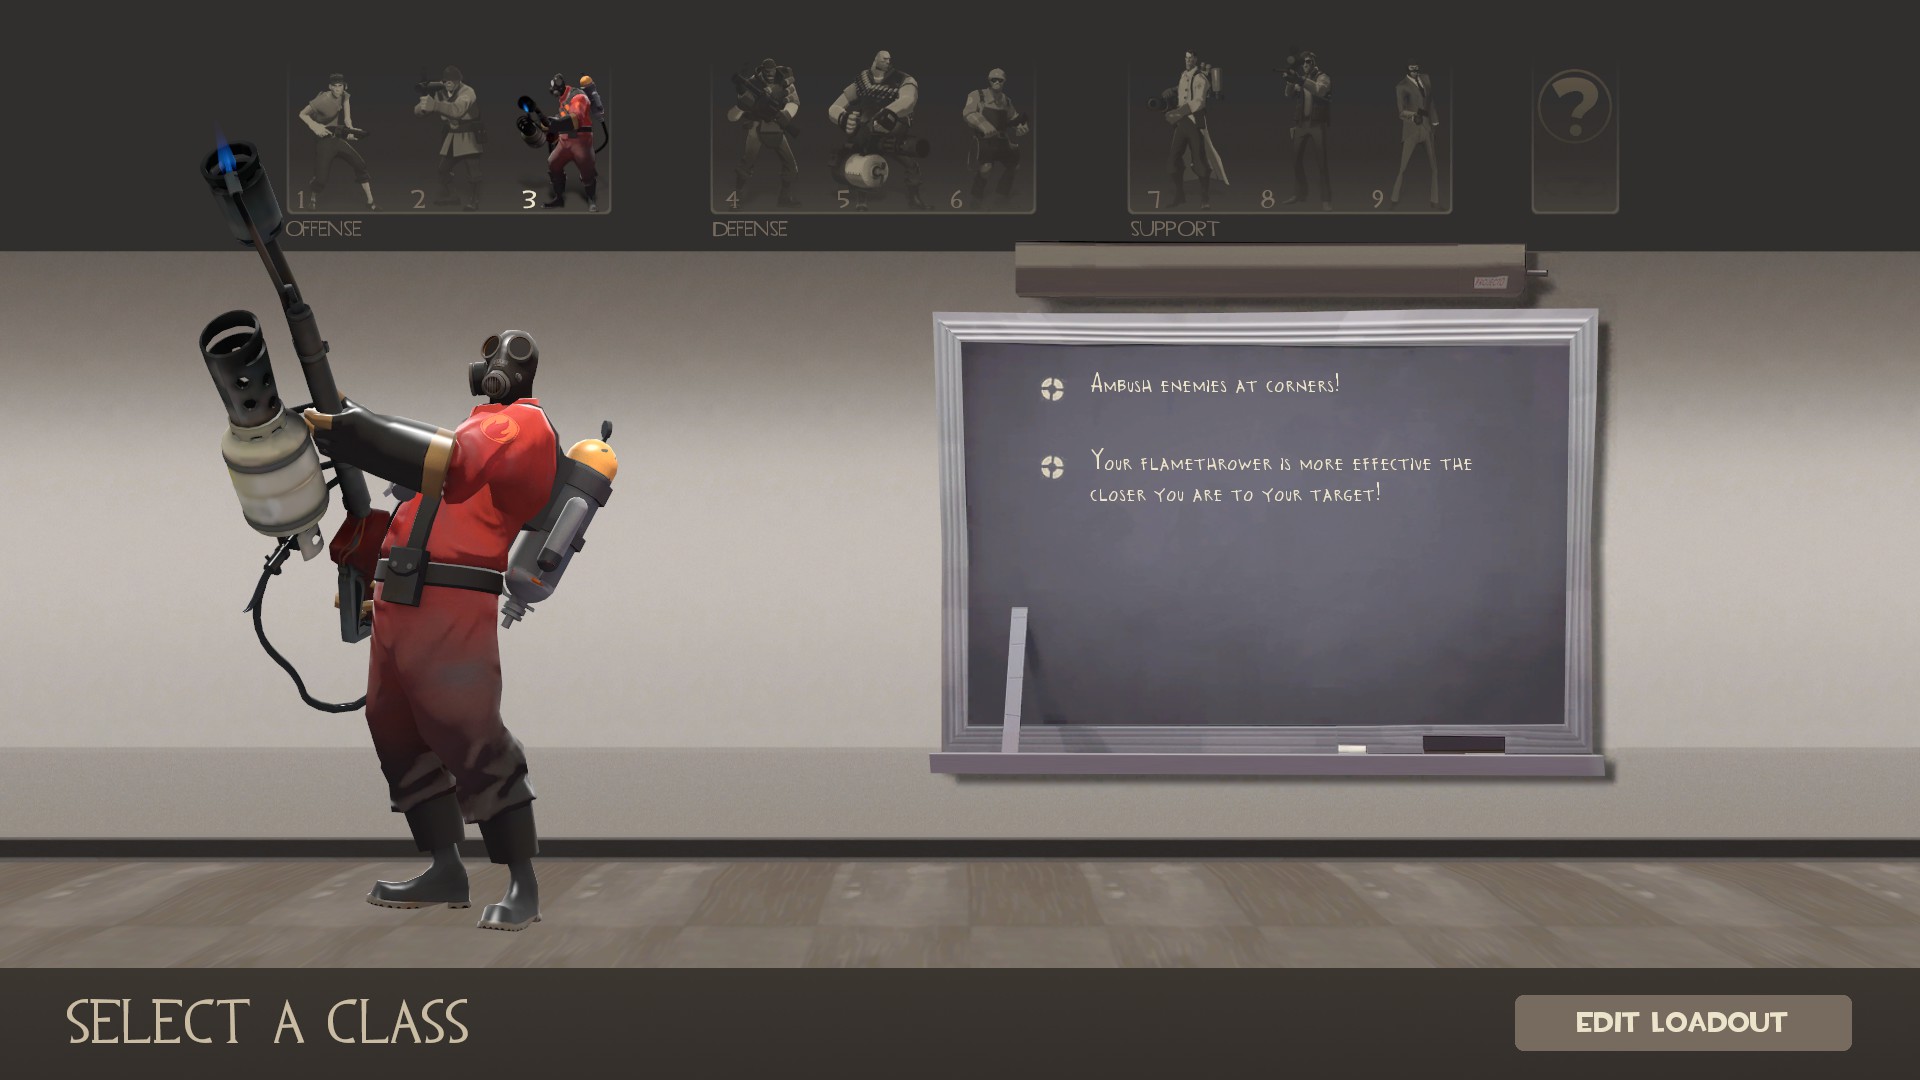 1 2 3 4 5 6 7 8 9 ?
OFFENSE DEFENSE SUPPORT
AMBUSH ENEMIES AT CORNERS!
YOUR FLAMETHROWER IS MORE EFFECTIVE THE
CLOSER YOU ARE TO YOUR TARGET!
SELECT A CLASS
EDIT LOADOUT